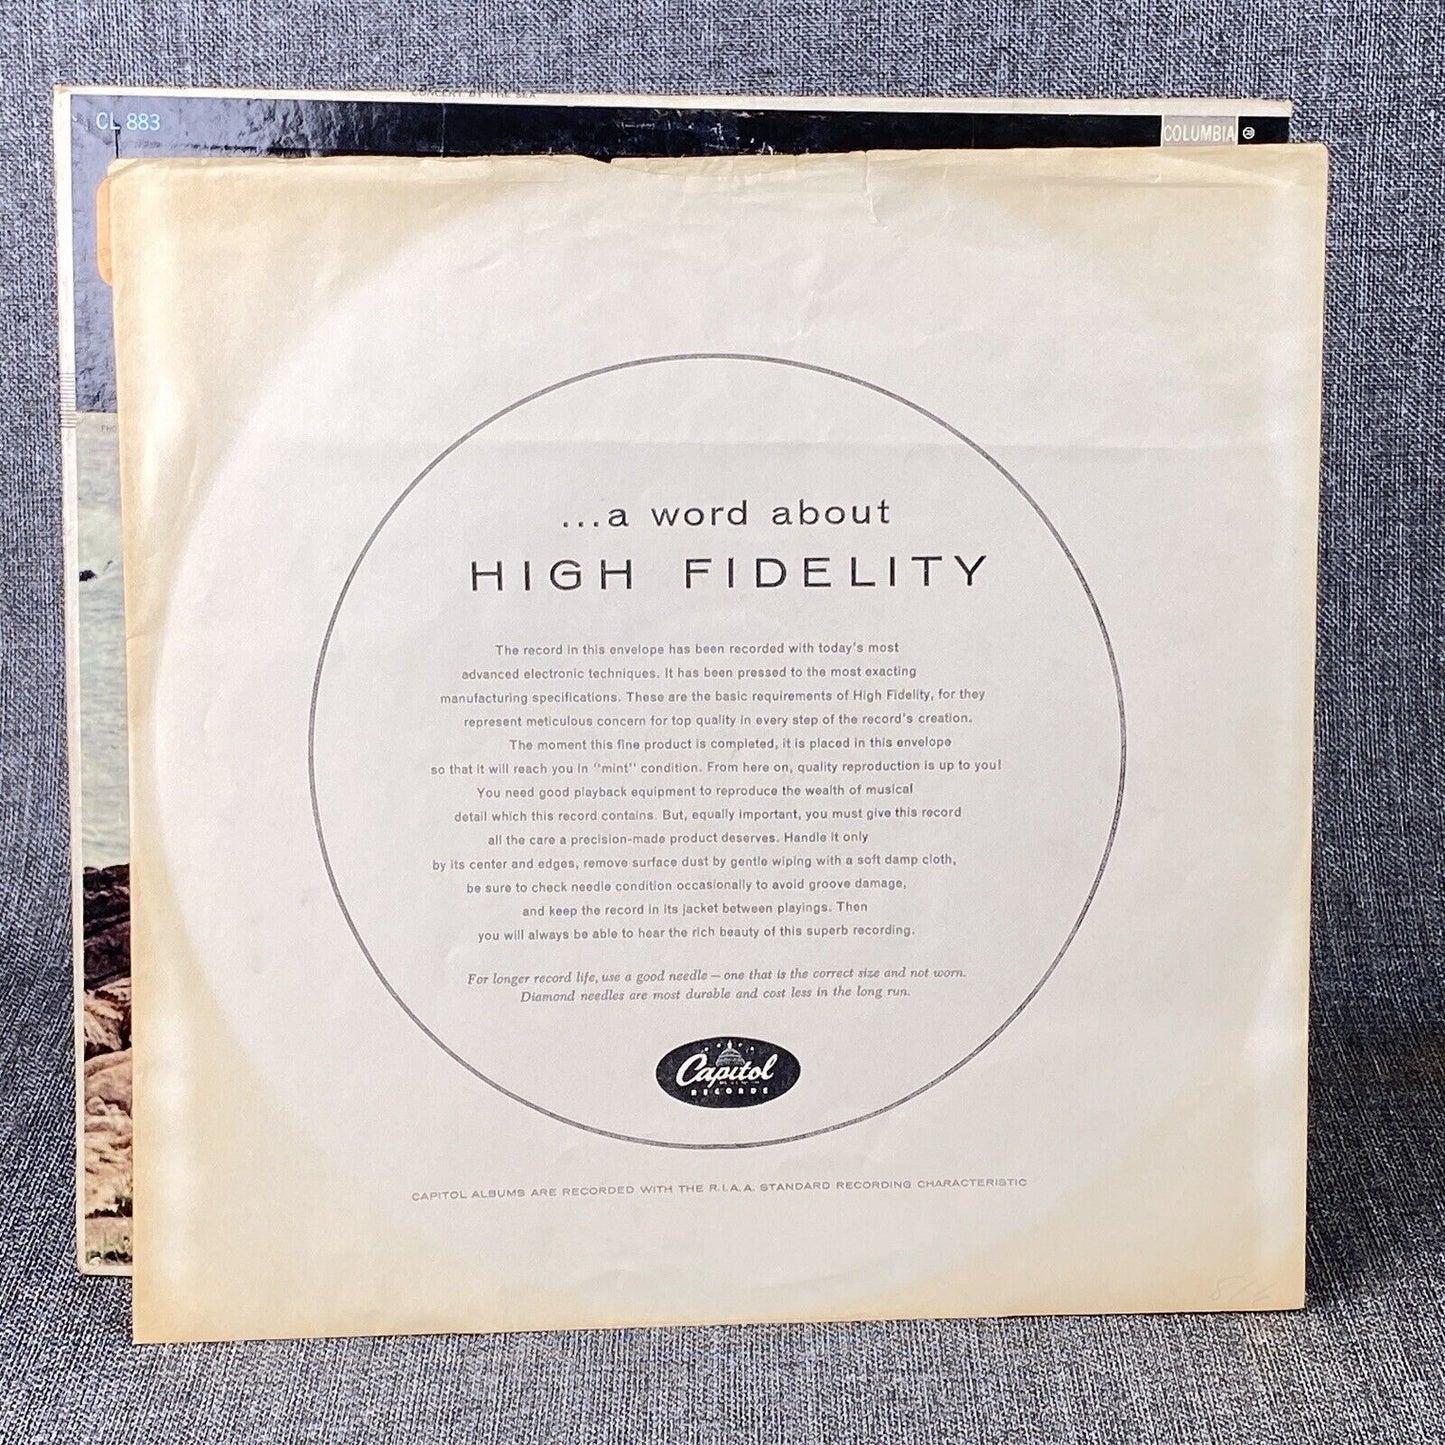 CONCERT BY THE SEA
CL 883
COLUMBIA
...a word about
HIGH FIDELITY
The record in this envelope has been recorded with today's most
advanced electronic techniques. It has been pressed to the most exacting
manufacturing specifications. These are the basic requirements of High Fidelity, for they
represent meticulous concern for top quality in every step of the record's creation.
The moment this fine product is completed, it is placed in this envelope
so that it will reach you in "mint" condition. From here on, quality reproduction is up to you!
You need good playback equipment to reproduce the wealth of musical
detail which this record contains. But, equally important, you must give this record
all the care a precision-made product deserves. Handle it only
by its center and edges, remove surface dust by gentle wiping with a soft damp cloth,
be sure to check needle condition occasionally to avoid groove damage,
and keep the record in its jacket between playings. Then
you will always be able to hear the rich beauty of this superb recording.
For longer record life, use a good needle — one that is the correct size and not worn.
Diamond needles are most durable and cost less in the long run.
Capitol
RECORDS
CAPITOL ALBUMS ARE RECORDED WITH THE R.I.A.A. STANDARD RECORDING CHARACTERISTIC